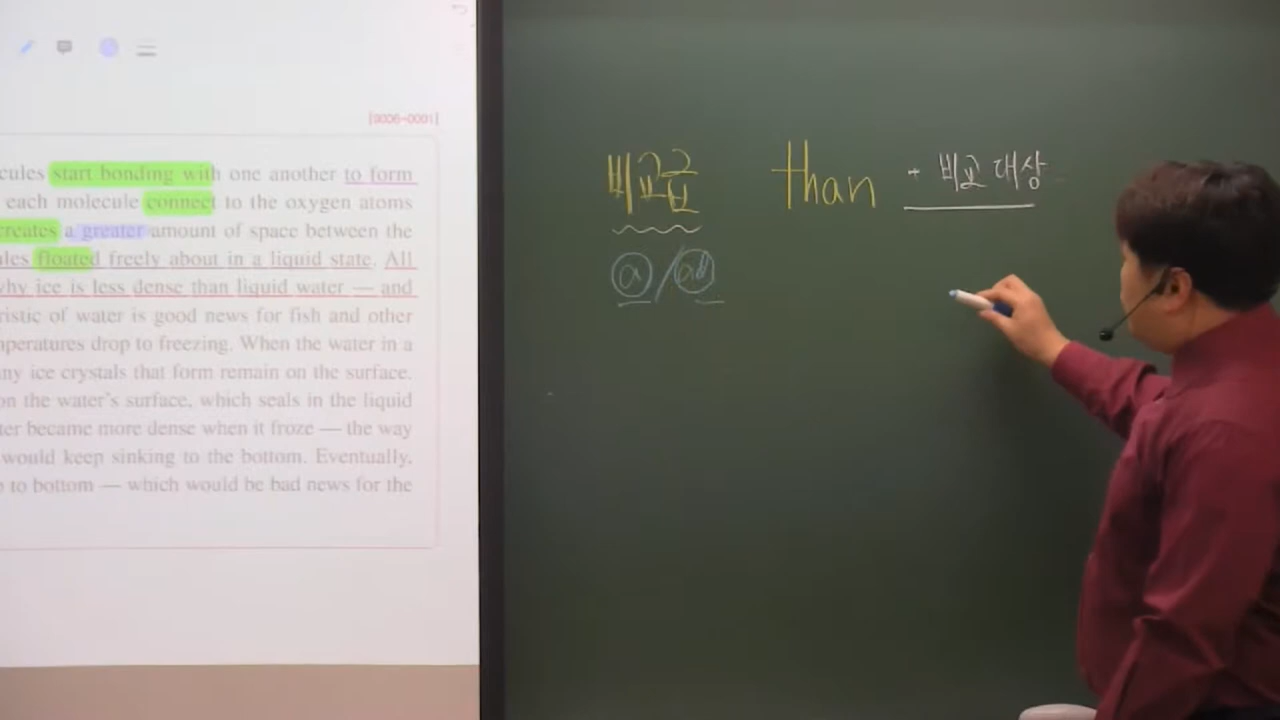 [0006-0001]
cules start bonding with one another to form
each molecule connect to the oxygen atoms
creates a greater amount of space between the
ules floated freely about in a liquid state. All
why ice is less dense than liquid water — and
ristic of water is good news for fish and other
mperatures drop to freezing. When the water in a
ny ice crystals that form remain on the surface.
on the water's surface, which seals in the liquid
ter became more dense when it froze — the way
would keep sinking to the bottom. Eventually,
to bottom — which would be bad news for the
비교급 than + 비교 대상
ⓐ / ad